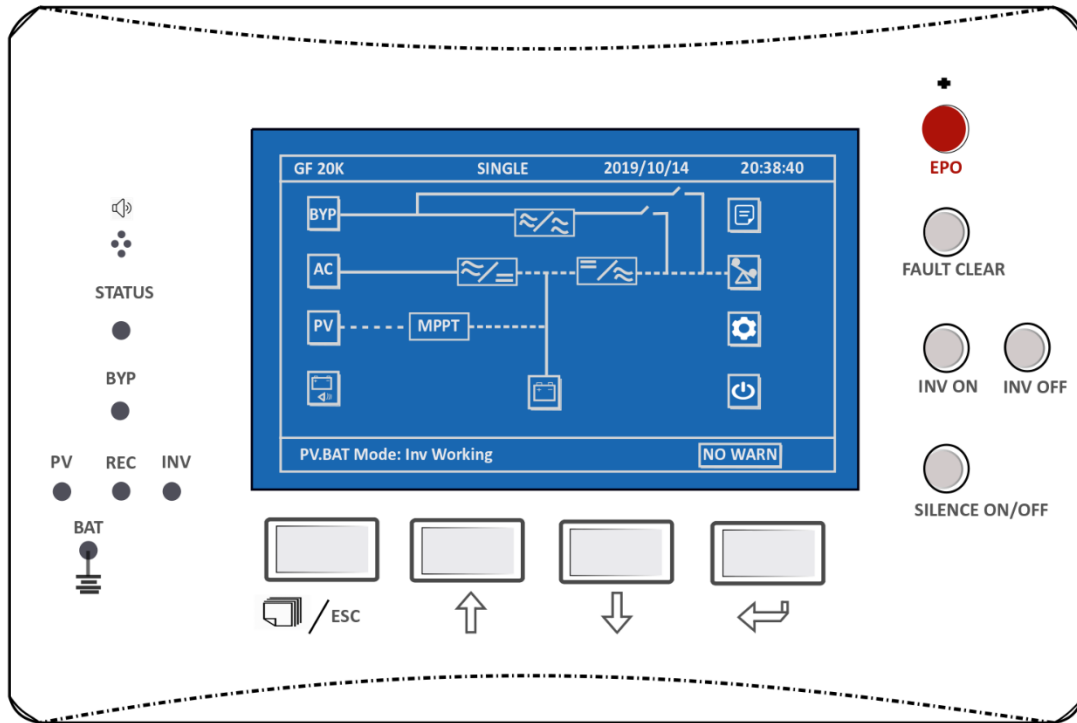 EPO
GF 20K SINGLE 2019/10/14 20:38:40
BYP
AC
PV MPPT
PV.BAT Mode: Inv Working NO WARN
STATUS
BYP
PV REC INV
BAT
FAULT CLEAR
INV ON INV OFF
SILENCE ON/OFF
/ ESC